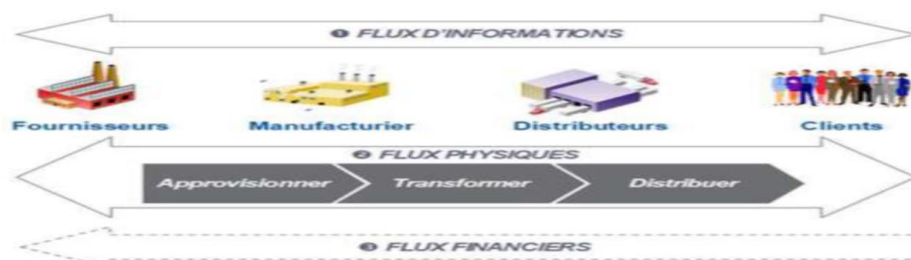 ❶ FLUX D'INFORMATIONS
Fournisseurs Manufacturier Distributeurs Clients
❷ FLUX PHYSIQUES
Approvisionner Transformer Distribuer
❸ FLUX FINANCIERS